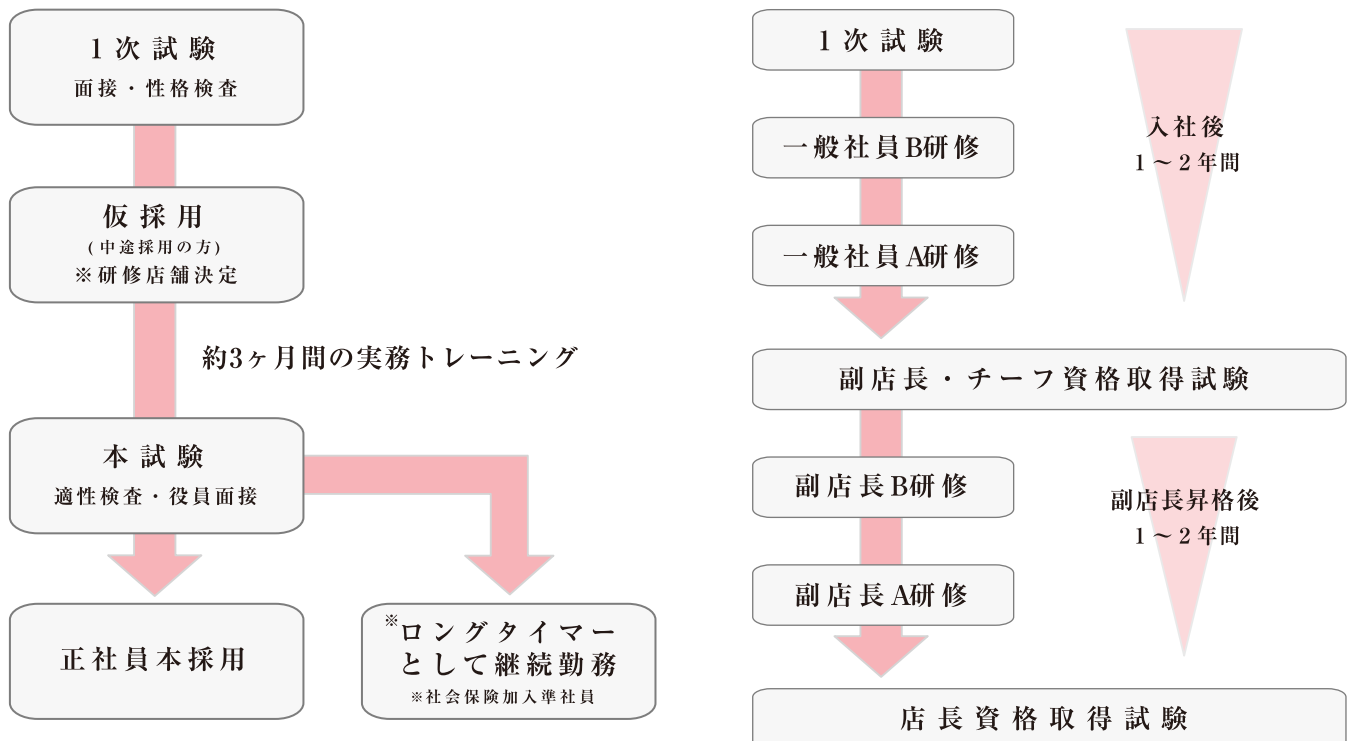 1次試験
面接・性格検査
仮採用
(中途採用の方)
※研修店舗決定
約3ヶ月間の実務トレーニング
本試験
適性検査・役員面接
正社員本採用
※ロングタイマー
として継続勤務
※社会保険加入準社員
1次試験
一般社員B研修
一般社員A研修
入社後
1〜2年間
副店長・チーフ資格取得試験
副店長B研修
副店長A研修
副店長昇格後
1〜2年間
店長資格取得試験